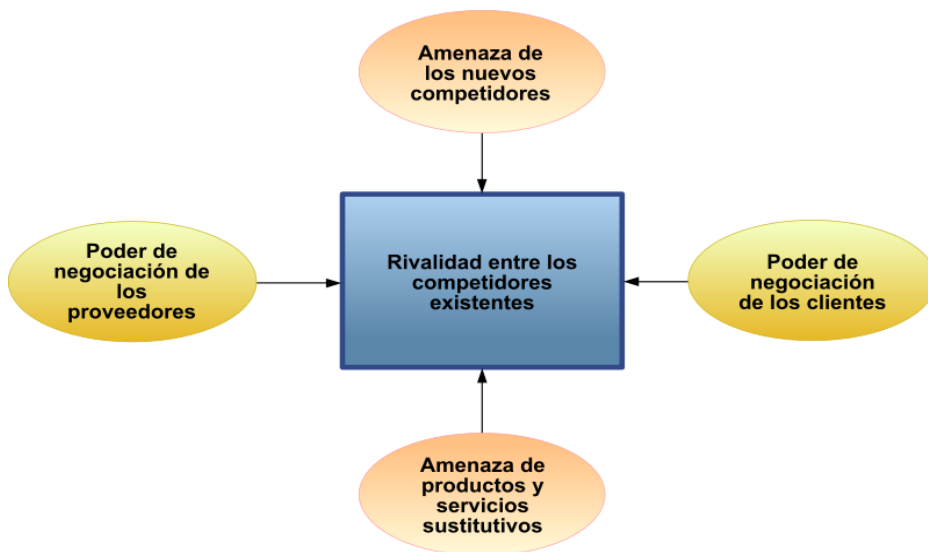 Amenaza de
los nuevos
competidores
Poder de
negociación de
los
proveedores
Rivalidad entre los
competidores
existentes
Poder de
negociación
de los clientes
Amenaza de
productos y
servicios
sustitutivos